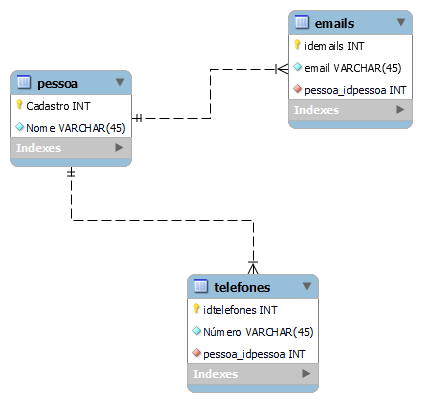 emails
idemails INT
email VARCHAR(45)
pessoa_idpessoa INT
Indexes
pessoa
Cadastro INT
Nome VARCHAR(45)
Indexes
telefones
idtelefones INT
Número VARCHAR(45)
pessoa_idpessoa INT
Indexes